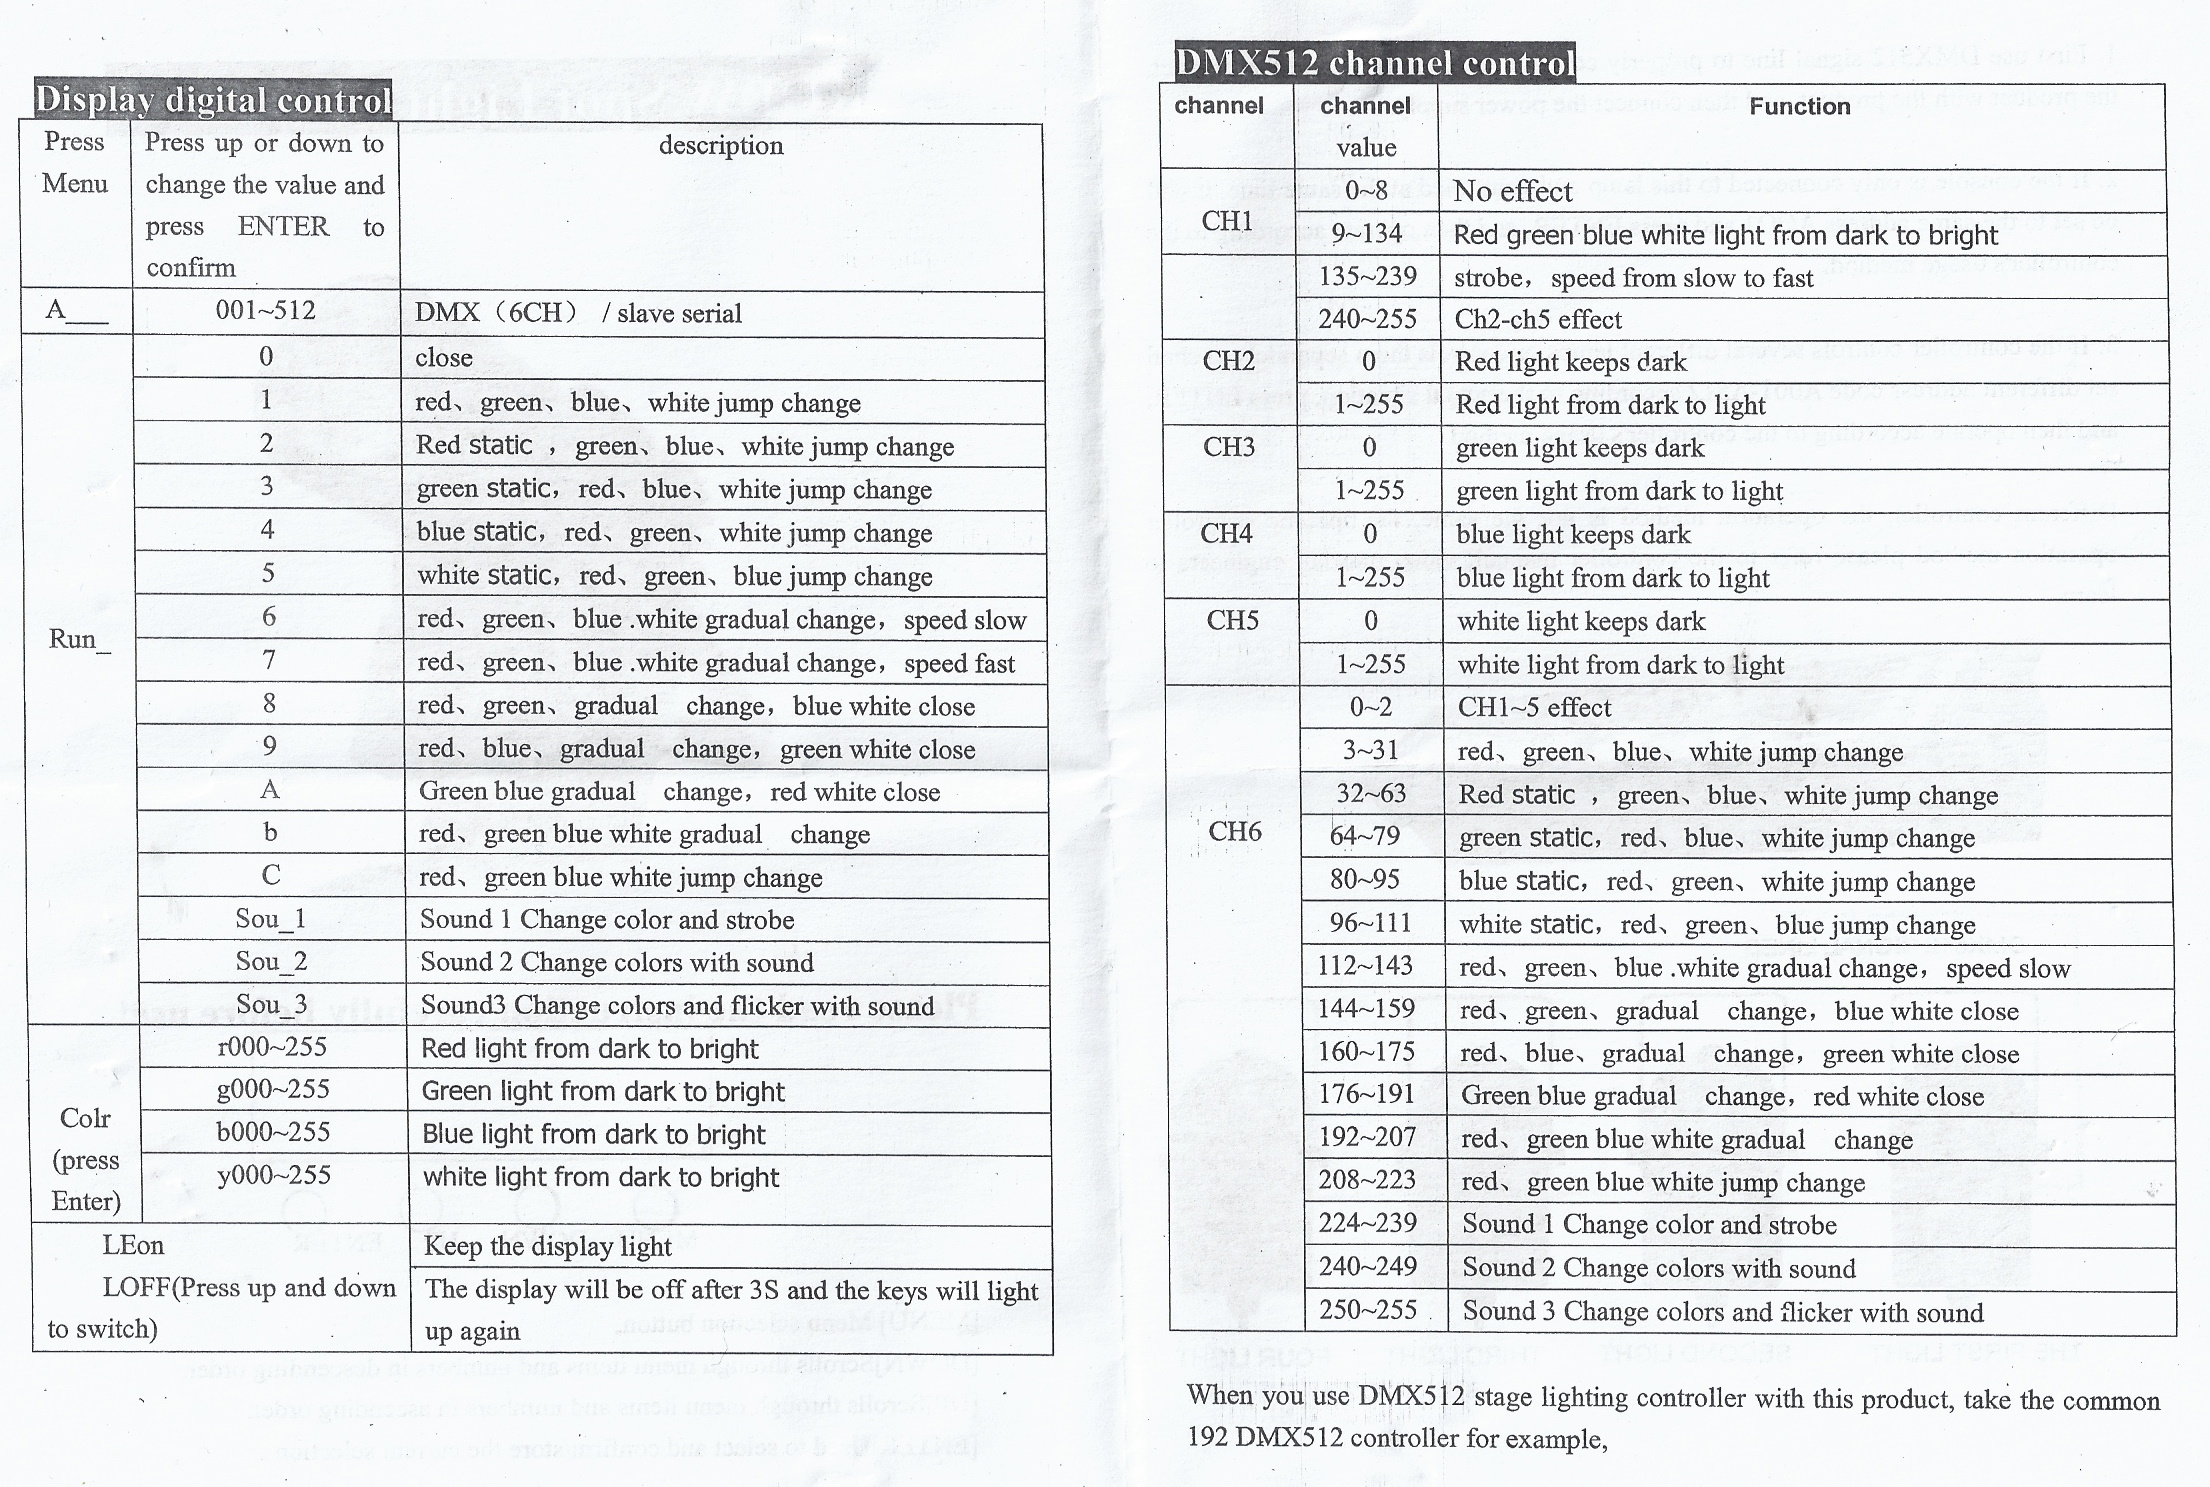 Display digital control
Press Menu
Press up or down to change the value and press ENTER to confirm
description
A___ 001~512 DMX（6CH） / slave serial
Run_
0 close
1 red、green、blue、white jump change
2 Red static ，green、blue、white jump change
3 green static，red、blue、white jump change
4 blue static，red、green、white jump change
5 white static，red、green、blue jump change
6 red、green、blue .white gradual change，speed slow
7 red、green、blue .white gradual change，speed fast
8 red、green、gradual change，blue white close
9 red、blue、gradual change，green white close
A Green blue gradual change，red white close
b red、green blue white gradual change
C red、green blue white jump change
Sou_1 Sound 1 Change color and strobe
Sou_2 Sound 2 Change colors with sound
Sou_3 Sound3 Change colors and flicker with sound
Colr (press Enter)
r000~255 Red light from dark to bright
g000~255 Green light from dark to bright
b000~255 Blue light from dark to bright
y000~255 white light from dark to bright
LEon Keep the display light
LOFF(Press up and down to switch)
The display will be off after 3S and the keys will light
up again
DMX512 channel control
channel channel value Function
CH1
0~8 No effect
9~134 Red green blue white light from dark to bright
135~239 strobe，speed from slow to fast
240~255 Ch2-ch5 effect
CH2 0 Red light keeps dark
1~255 Red light from dark to light
CH3 0 green light keeps dark
1~255 green light from dark to light
CH4 0 blue light keeps dark
1~255 blue light from dark to light
CH5 0 white light keeps dark
1~255 white light from dark to light
CH6
0~2 CH1~5 effect
3~31 red、green、blue、white jump change
32~63 Red static ，green、blue、white jump change
64~79 green static，red、blue、white jump change
80~95 blue static，red、green、white jump change
96~111 white static，red、green、blue jump change
112~143 red、green、blue .white gradual change，speed slow
144~159 red、green、gradual change，blue white close
160~175 red、blue、gradual change，green white close
176~191 Green blue gradual change，red white close
192~207 red、green blue white gradual change
208~223 red、green blue white jump change
224~239 Sound 1 Change color and strobe
240~249 Sound 2 Change colors with sound
250~255 Sound 3 Change colors and flicker with sound
When you use DMX512 stage lighting controller with this product, take the common
192 DMX512 controller for example,